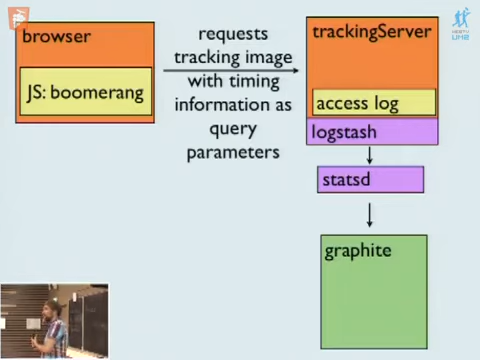 browser
JS: boomerang
requests
tracking image
with timing
information as
query
parameters
trackingServer
access log
logstash
statsd
graphite